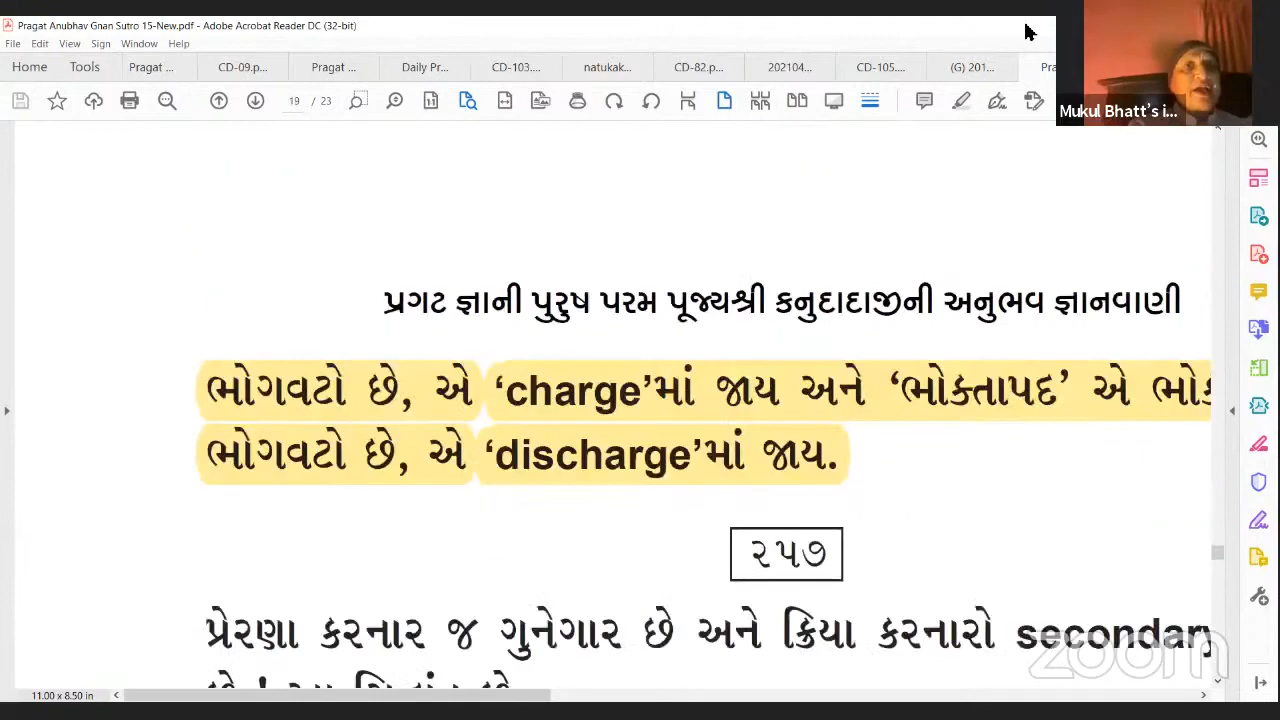 Pragat Anubhav Gnan Sutro 15-New.pdf - Adobe Acrobat Reader DC (32-bit)
File Edit View Sign Window Help
Home Tools Pragat ... CD-09.p... Pragat ... Daily Pr... CD-103.... natukak... CD-82.p... 202104... CD-105.... (G) 201... Pra
19 / 23
Mukul Bhatt's i...
પ્રગટ જ્ઞાની પુરુષ પરમ પૂજ્યશ્રી કનુદાદાજીની અનુભવ જ્ઞાનવાણી
ભોગવટો છે, એ ‘charge’માં જાય અને ‘ભોક્તાપદ’ એ
ભોગવટો છે, એ ‘discharge’માં જાય.
૨૫૭
પ્રેરણા કરનાર જ ગુનેગાર છે અને ક્રિયા કરનારો secondary
zoom
11.00 x 8.50 in